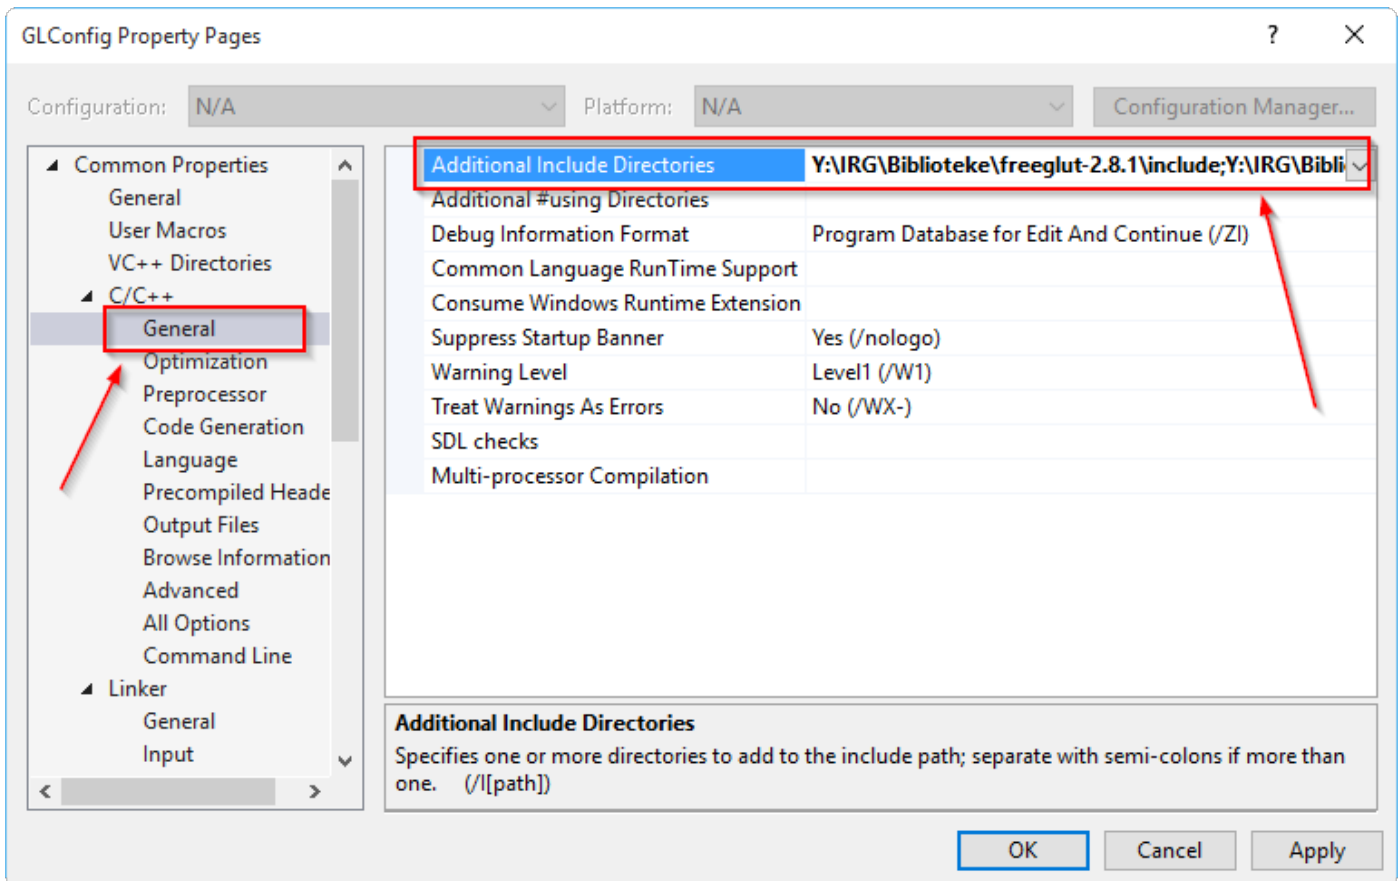 GLConfig Property Pages
Configuration: N/A Platform: N/A Configuration Manager...
Common Properties
General
User Macros
VC++ Directories
C/C++
General
Optimization
Preprocessor
Code Generation
Language
Precompiled Heade
Output Files
Browse Information
Advanced
All Options
Command Line
Linker
General
Input
Additional Include Directories Y:\IRG\Biblioteke\freeglut-2.8.1\include;Y:\IRG\Bibli
Additional #using Directories
Debug Information Format Program Database for Edit And Continue (/ZI)
Common Language RunTime Support
Consume Windows Runtime Extension
Suppress Startup Banner Yes (/nologo)
Warning Level Level1 (/W1)
Treat Warnings As Errors No (/WX-)
SDL checks
Multi-processor Compilation
Additional Include Directories
Specifies one or more directories to add to the include path; separate with semi-colons if more than
one. (/I[path])
OK Cancel Apply